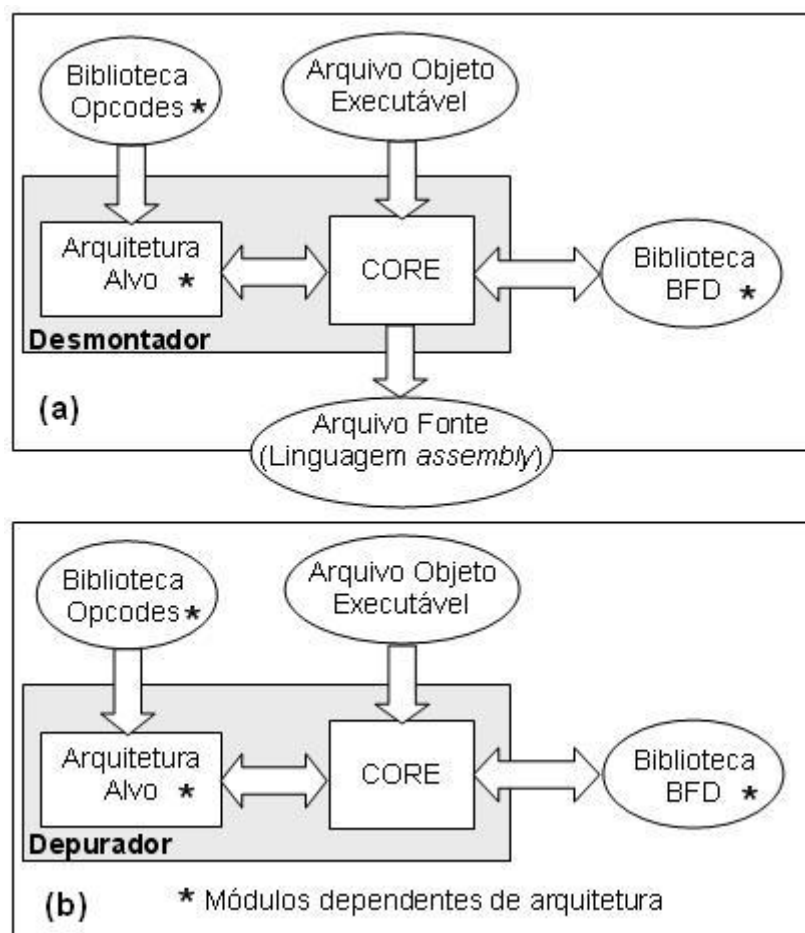 Biblioteca
Opcodes *
Arquivo Objeto
Executável
Arquitetura
Alvo *
CORE
Biblioteca
BFD *
Desmontador
(a)
Arquivo Fonte
(Linguagem assembly)
Biblioteca
Opcodes *
Arquivo Objeto
Executável
Arquitetura
Alvo *
CORE
Biblioteca
BFD *
Depurador
(b)
* Módulos dependentes de arquitetura